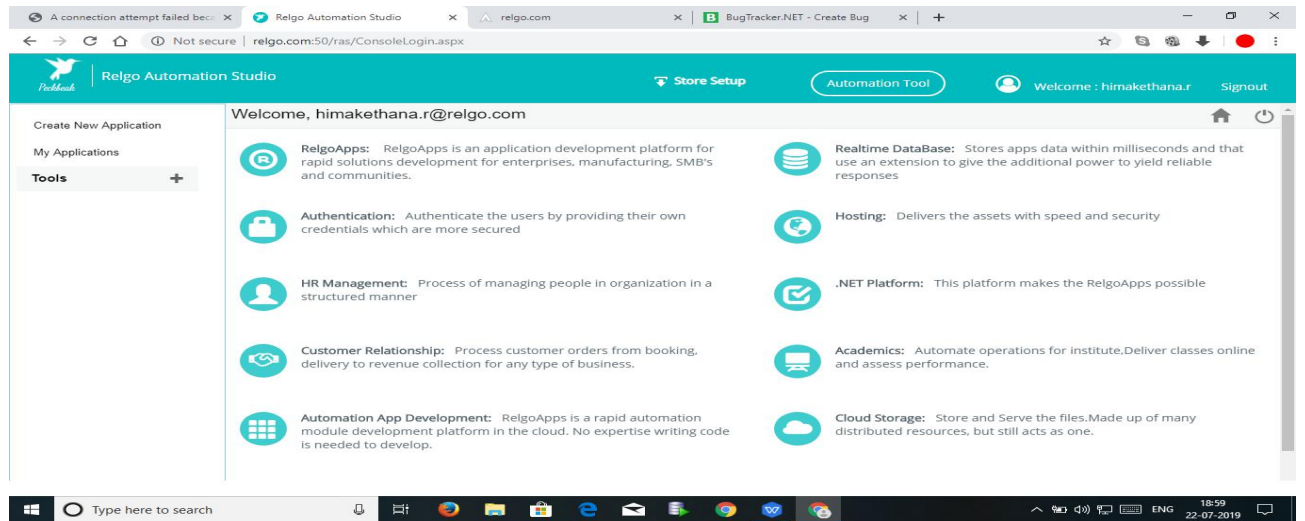 A connection attempt failed beca
Relgo Automation Studio
relgo.com
BugTracker.NET - Create Bug
Not secure | relgo.com:50/ras/ConsoleLogin.aspx
Peckbeak
Relgo Automation Studio
Store Setup
Automation Tool
Welcome : himakethana.r
Signout
Create New Application
My Applications
Tools
Welcome, himakethana.r@relgo.com
RelgoApps: RelgoApps is an application development platform for
rapid solutions development for enterprises, manufacturing, SMB's
and communities.
Realtime DataBase: Stores apps data within milliseconds and that
use an extension to give the additional power to yield reliable
responses
Authentication: Authenticate the users by providing their own
credentials which are more secured
Hosting: Delivers the assets with speed and security
HR Management: Process of managing people in organization in a
structured manner
.NET Platform: This platform makes the RelgoApps possible
Customer Relationship: Process customer orders from booking,
delivery to revenue collection for any type of business.
Academics: Automate operations for institute,Deliver classes online
and assess performance.
Automation App Development: RelgoApps is a rapid automation
module development platform in the cloud. No expertise writing code
is needed to develop.
Cloud Storage: Store and Serve the files.Made up of many
distributed resources, but still acts as one.
Type here to search
ENG
18:59
22-07-2019